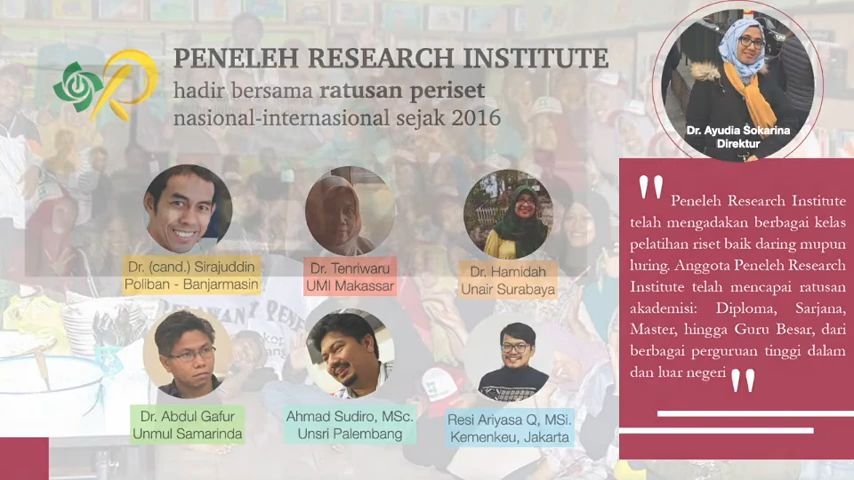 PENELEH RESEARCH INSTITUTE
hadir bersama ratusan periset
nasional-internasional sejak 2016
Dr. Ayudia Sokarina
Direktur
" Peneleh Research Institute
telah mengadakan berbagai kelas
pelatihan riset baik daring mupun
luring. Anggota Peneleh Research
Institute telah mencapai ratusan
akademisi: Diploma, Sarjana,
Master, hingga Guru Besar, dari
berbagai perguruan tinggi dalam
dan luar negeri "
Dr. (cand.) Sirajuddin
Poliban - Banjarmasin
Dr. Tenriwaru
UMI Makassar
Dr. Hamidah
Unair Surabaya
Dr. Abdul Gafur
Unmul Samarinda
Ahmad Sudiro, MSc.
Unsri Palembang
Resi Ariyasa Q, MSi.
Kemenkeu, Jakarta